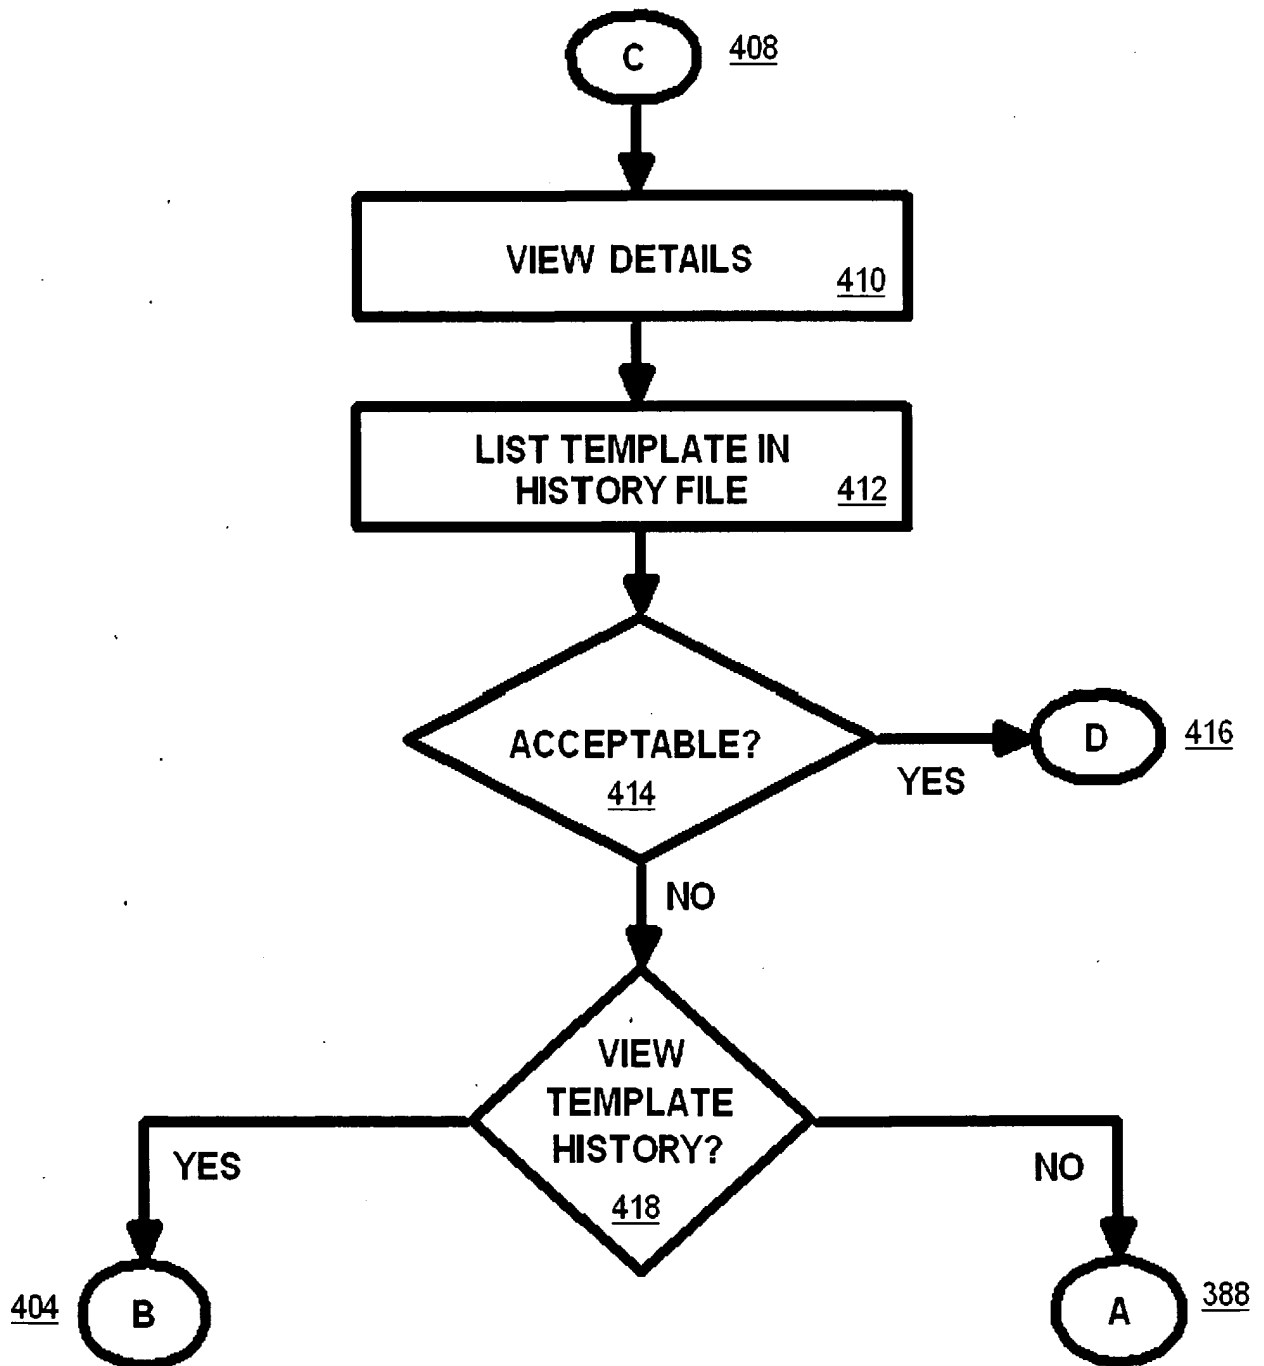 C
408
VIEW DETAILS
410
LIST TEMPLATE IN
HISTORY FILE
412
ACCEPTABLE?
414
YES
D
416
NO
VIEW
TEMPLATE
HISTORY?
418
YES
NO
404
B
A
388